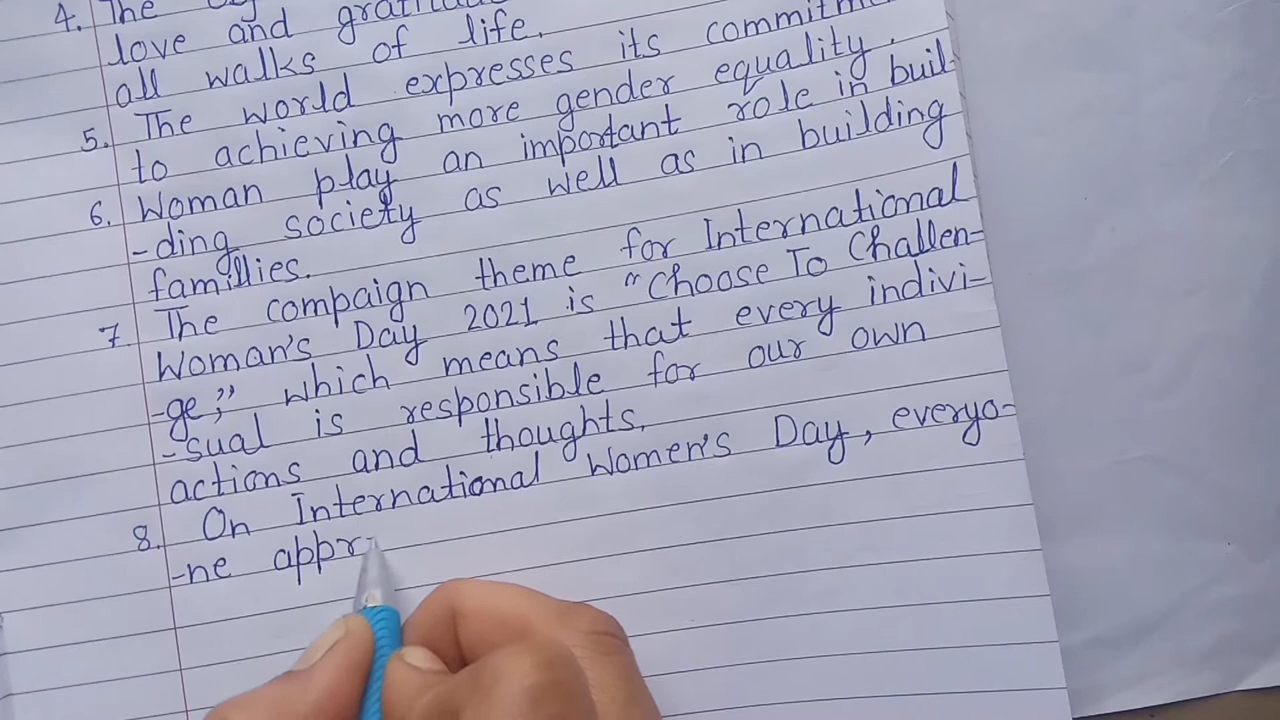 4. The
love and gratitude
all walks of life.
5. The world expresses its commitm
to achieving more gender equality.
6. Woman play an important role in buil-
-ding society as well as in building
famillies.
7. The compaign theme for International
Woman's Day 2021 is "Choose To Challen-
-ge;" which means that every indivi-
-sual is responsible for our own
actions and thoughts.
8. On International Women's Day, everyo-
-ne appr